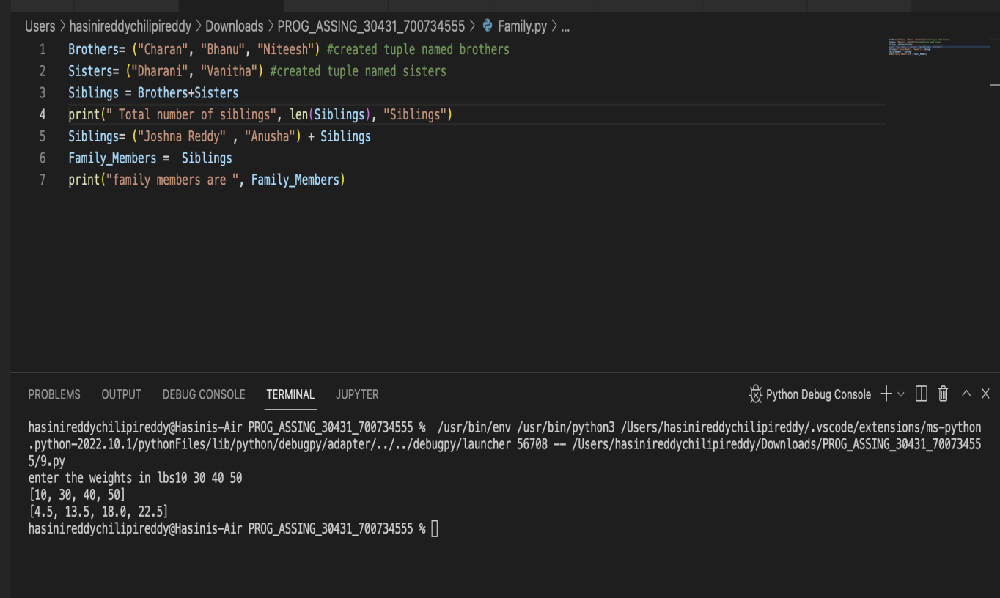 Users > hasinireddychilipireddy > Downloads > PROG_ASSING_30431_700734555 > Family.py > ...
1 Brothers= ("Charan", "Bhanu", "Niteesh") #created tuple named brothers
2 Sisters= ("Dharani", "Vanitha") #created tuple named sisters
3 Siblings = Brothers+Sisters
4 print(" Total number of siblings", len(Siblings), "Siblings")
5 Siblings= ("Joshna Reddy" , "Anusha") + Siblings
6 Family_Members =  Siblings
7 print("family members are ", Family_Members)
PROBLEMS OUTPUT DEBUG CONSOLE TERMINAL JUPYTER Python Debug Console
hasinireddychilipireddy@Hasinis-Air PROG_ASSING_30431_700734555 %  /usr/bin/env /usr/bin/python3 /Users/hasinireddychilipireddy/.vscode/extensions/ms-python
.python-2022.10.1/pythonFiles/lib/python/debugpy/adapter/../../debugpy/launcher 56708 -- /Users/hasinireddychilipireddy/Downloads/PROG_ASSING_30431_70073455
5/9.py
enter the weights in lbs10 30 40 50
[10, 30, 40, 50]
[4.5, 13.5, 18.0, 22.5]
hasinireddychilipireddy@Hasinis-Air PROG_ASSING_30431_700734555 %